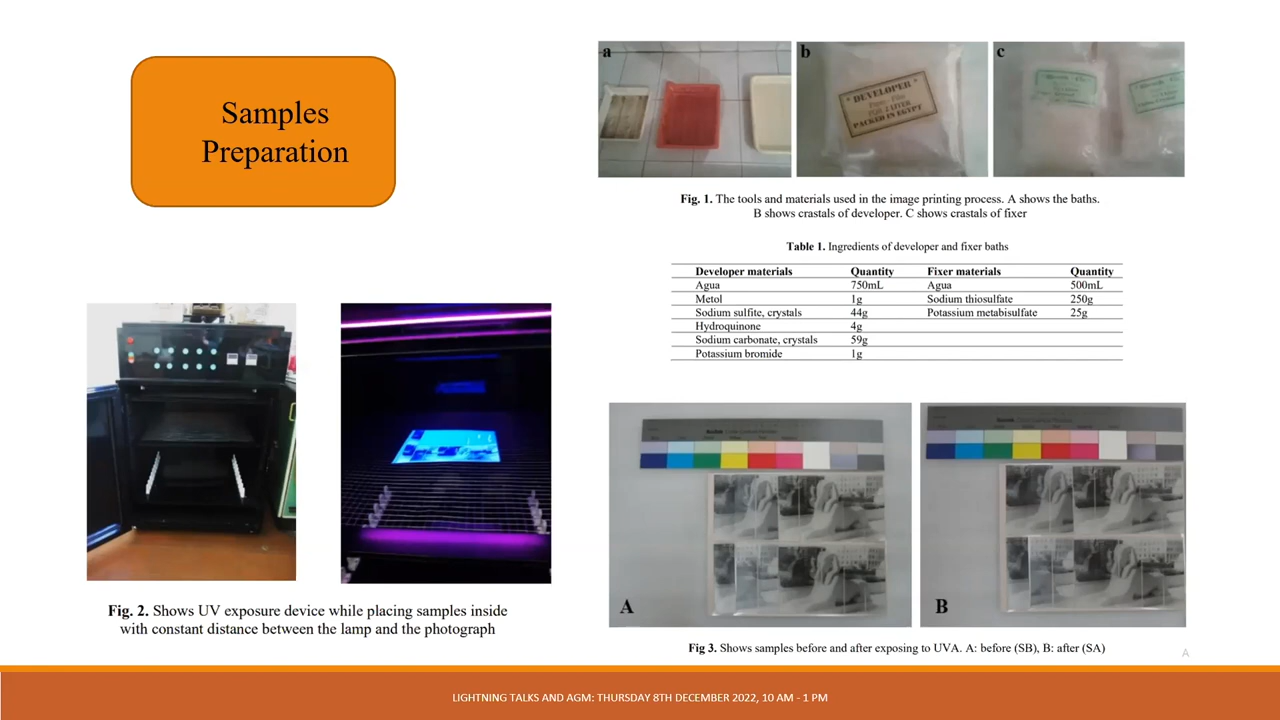 Samples
Preparation
a
b
c
* DEVELOPER *
PACKED IN EGYPT
Fig. 1. The tools and materials used in the image printing process. A shows the baths.
B shows crastals of developer. C shows crastals of fixer
Table 1. Ingredients of developer and fixer baths
Developer materials Quantity Fixer materials Quantity
Agua 750mL Agua 500mL
Metol 1g Sodium thiosulfate 250g
Sodium sulfite, crystals 44g Potassium metabisulfate 25g
Hydroquinone 4g
Sodium carbonate, crystals 59g
Potassium bromide 1g
Fig. 2. Shows UV exposure device while placing samples inside
with constant distance between the lamp and the photograph
A
B
Fig 3. Shows samples before and after exposing to UVA. A: before (SB), B: after (SA)
A
LIGHTNING TALKS AND AGM: THURSDAY 8TH DECEMBER 2022, 10 AM - 1 PM